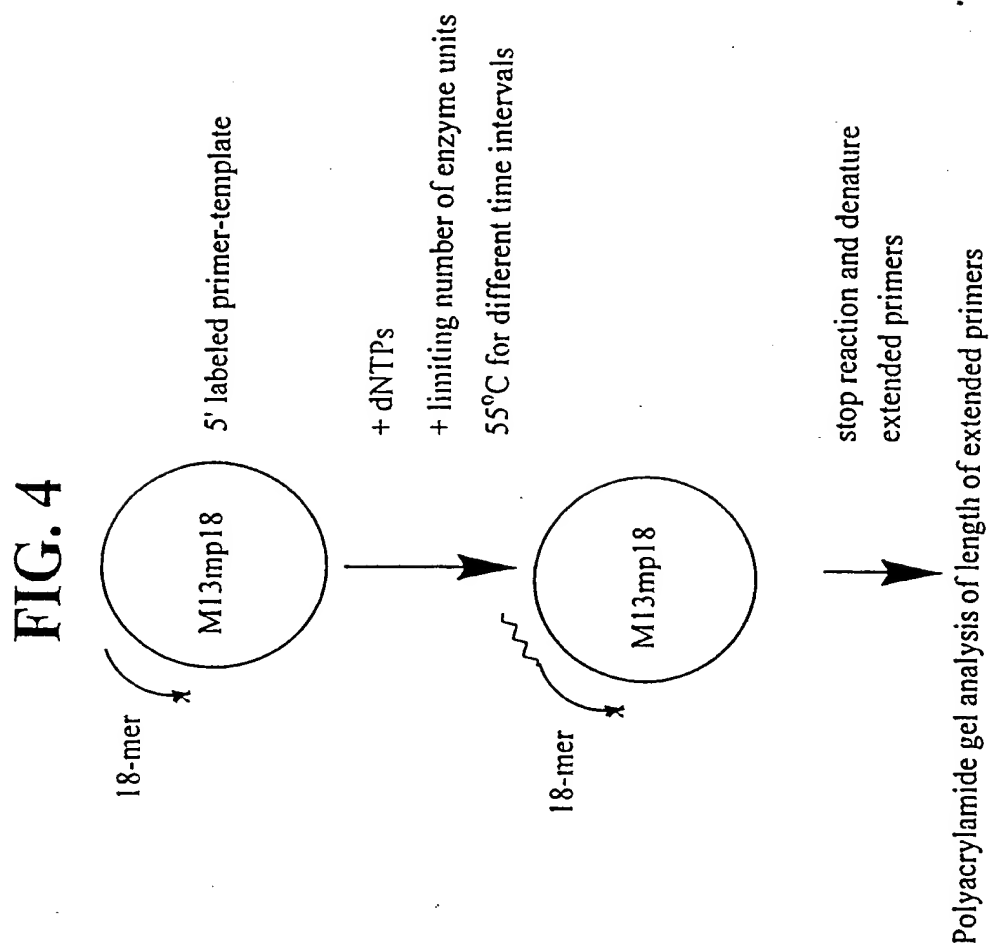 FIG. 4
18-mer
M13mp18
5' labeled primer-template
+ dNTPs
+ limiting number of enzyme units
55°C for different time intervals
18-mer
M13mp18
stop reaction and denature
extended primers
Polyacrylamide gel analysis of length of extended primers